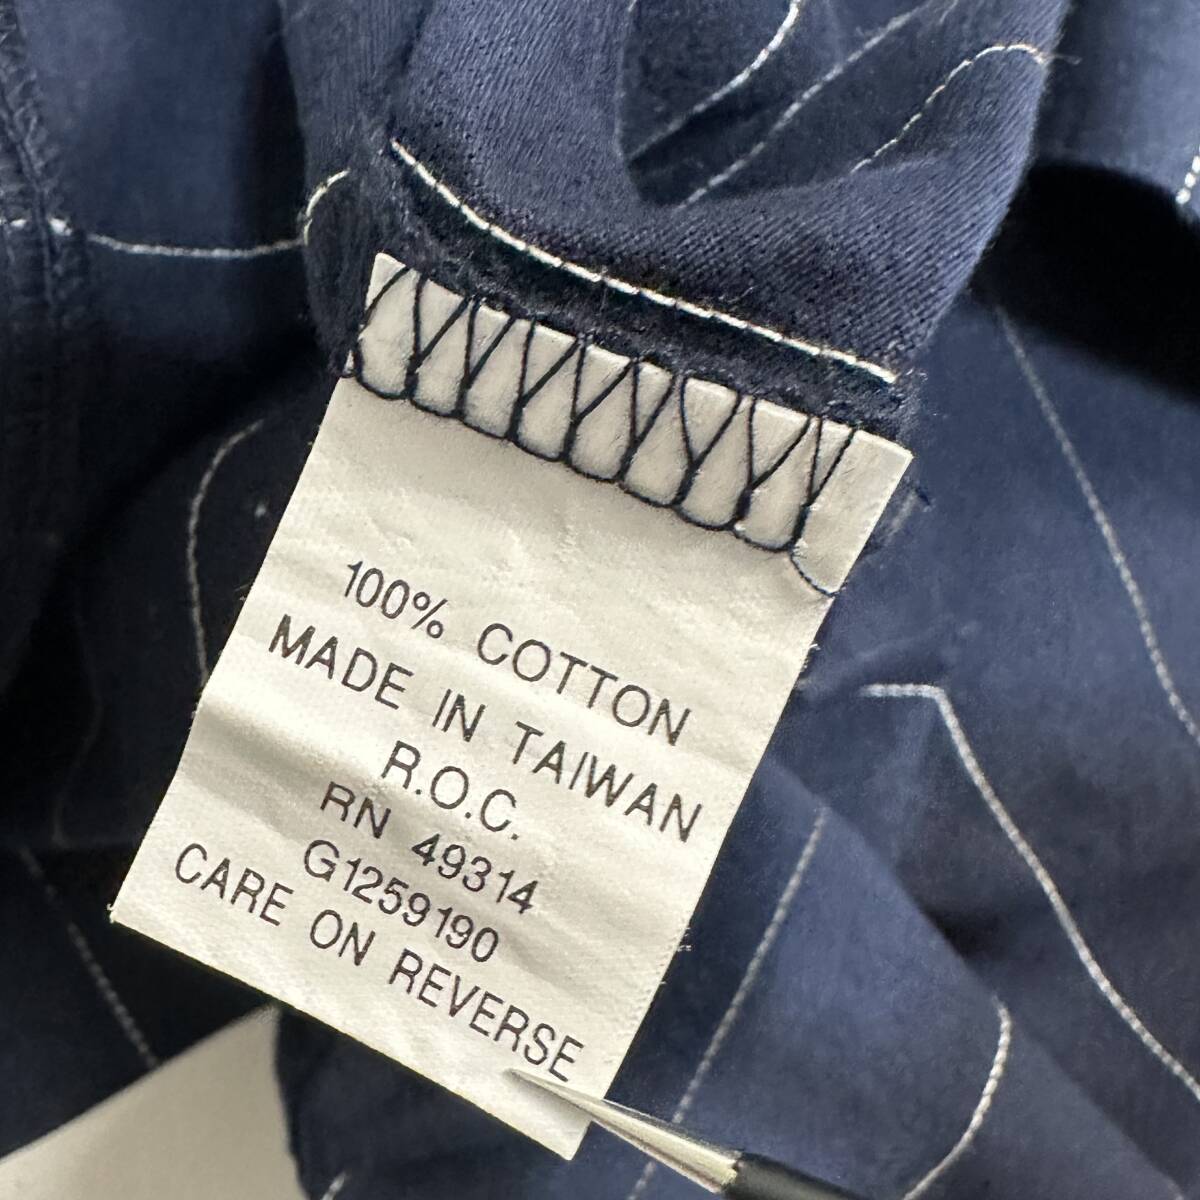 100% COTTON
MADE IN TAIWAN
R.O.C.
RN 49314
G1259190
CARE ON REVERSE